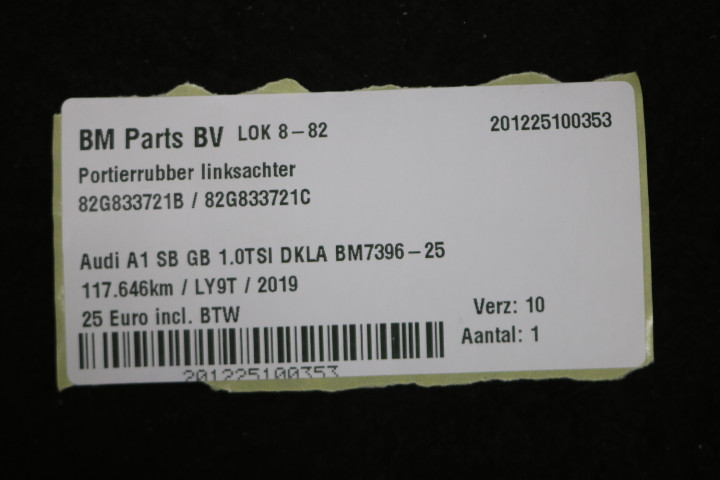 BM Parts BV LOK 8-82 201225100353
Portierrubber linksachter
82G833721B / 82G833721C
Audi A1 SB GB 1.0TSI DKLA BM7396-25
117.646km / LY9T / 2019
25 Euro incl. BTW
Verz: 10
Aantal: 1
201225100353